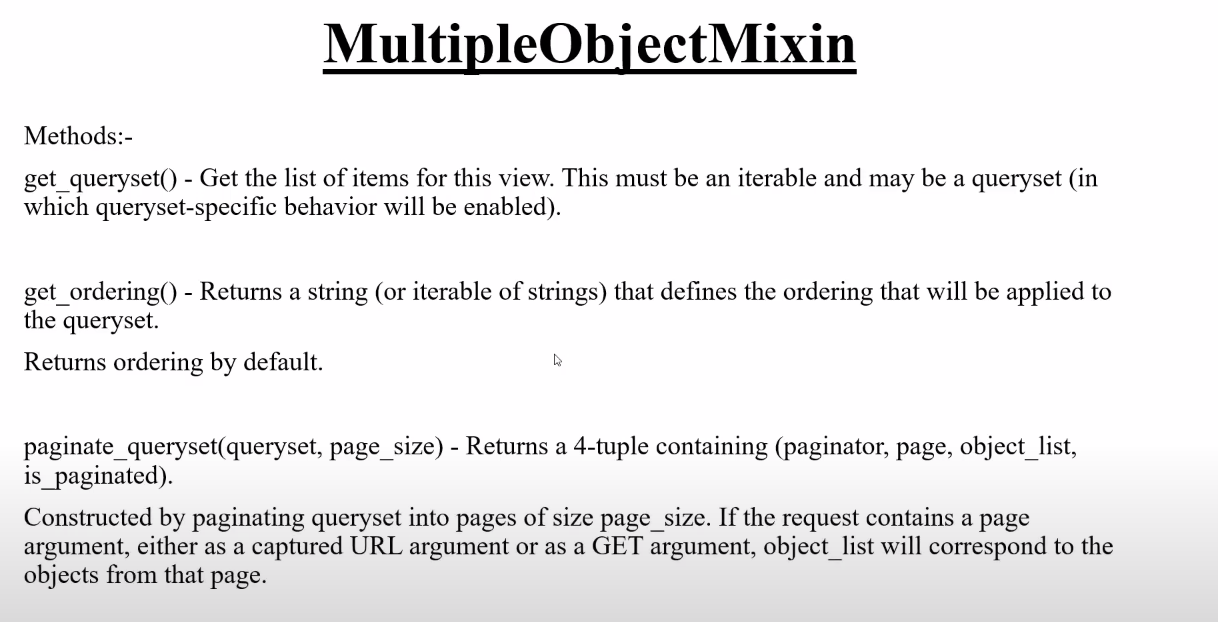 MultipleObjectMixin
Methods:-
get_queryset() - Get the list of items for this view. This must be an iterable and may be a queryset (in
which queryset-specific behavior will be enabled).
get_ordering() - Returns a string (or iterable of strings) that defines the ordering that will be applied to
the queryset.
Returns ordering by default.
paginate_queryset(queryset, page_size) - Returns a 4-tuple containing (paginator, page, object_list,
is_paginated).
Constructed by paginating queryset into pages of size page_size. If the request contains a page
argument, either as a captured URL argument or as a GET argument, object_list will correspond to the
objects from that page.